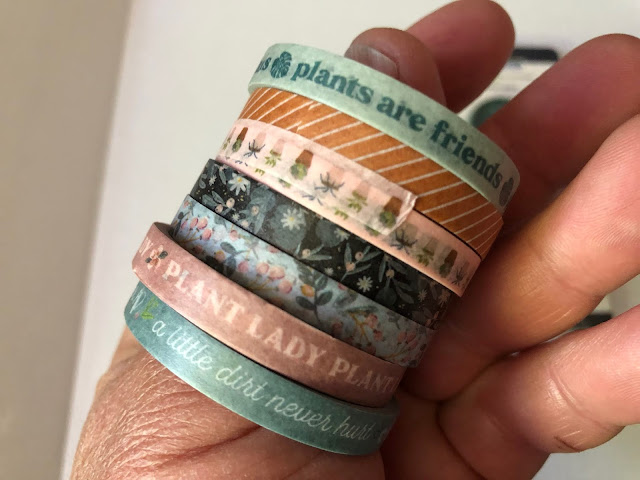 plants are friends
PLANT LADY PLANT
a little dirt never hurt